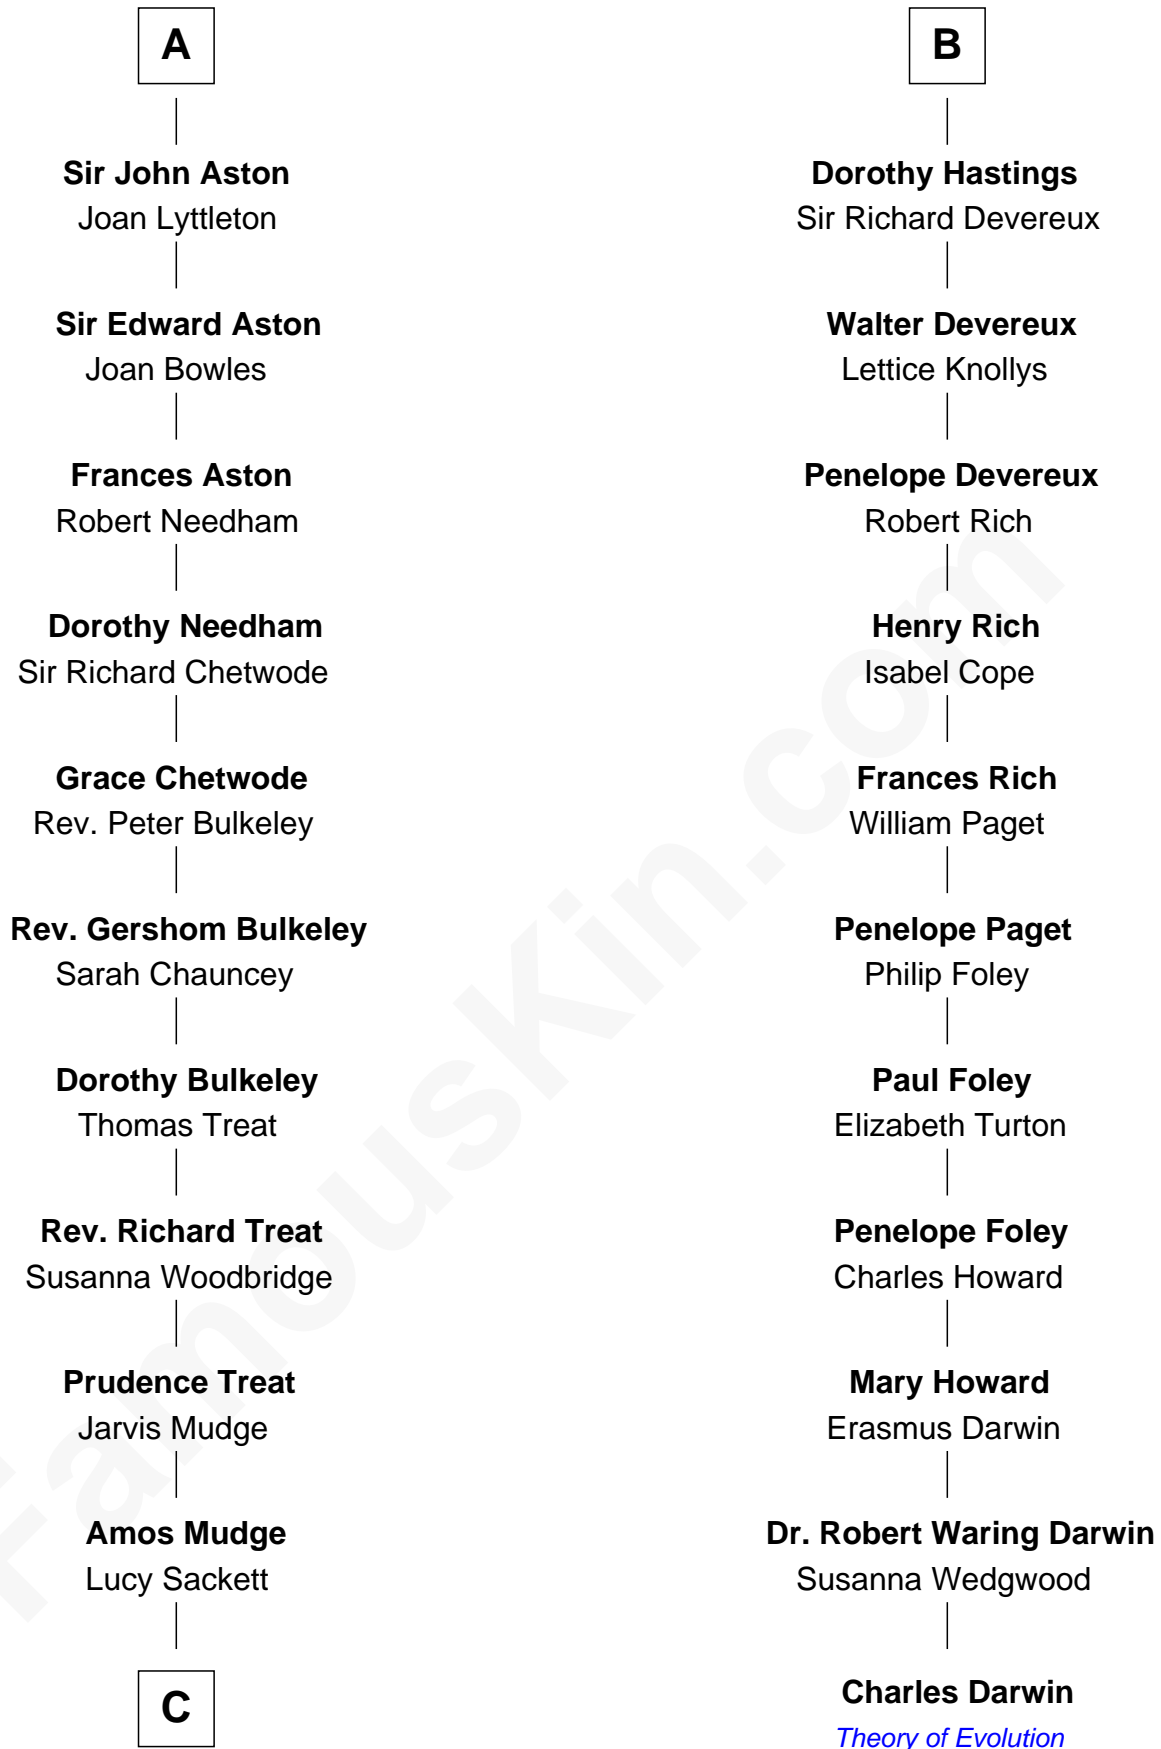 A
Sir John Aston
Joan Lyttleton
Sir Edward Aston
Joan Bowles
Frances Aston
Robert Needham
Dorothy Needham
Sir Richard Chetwode
Grace Chetwode
Rev. Peter Bulkeley
Rev. Gershom Bulkeley
Sarah Chauncey
Dorothy Bulkeley
Thomas Treat
Rev. Richard Treat
Susanna Woodbridge
Prudence Treat
Jarvis Mudge
Amos Mudge
Lucy Sackett
C
B
Dorothy Hastings
Sir Richard Devereux
Walter Devereux
Lettice Knollys
Penelope Devereux
Robert Rich
Henry Rich
Isabel Cope
Frances Rich
William Paget
Penelope Paget
Philip Foley
Paul Foley
Elizabeth Turton
Penelope Foley
Charles Howard
Mary Howard
Erasmus Darwin
Dr. Robert Waring Darwin
Susanna Wedgwood
Charles Darwin
Theory of Evolution
FamousKin.com